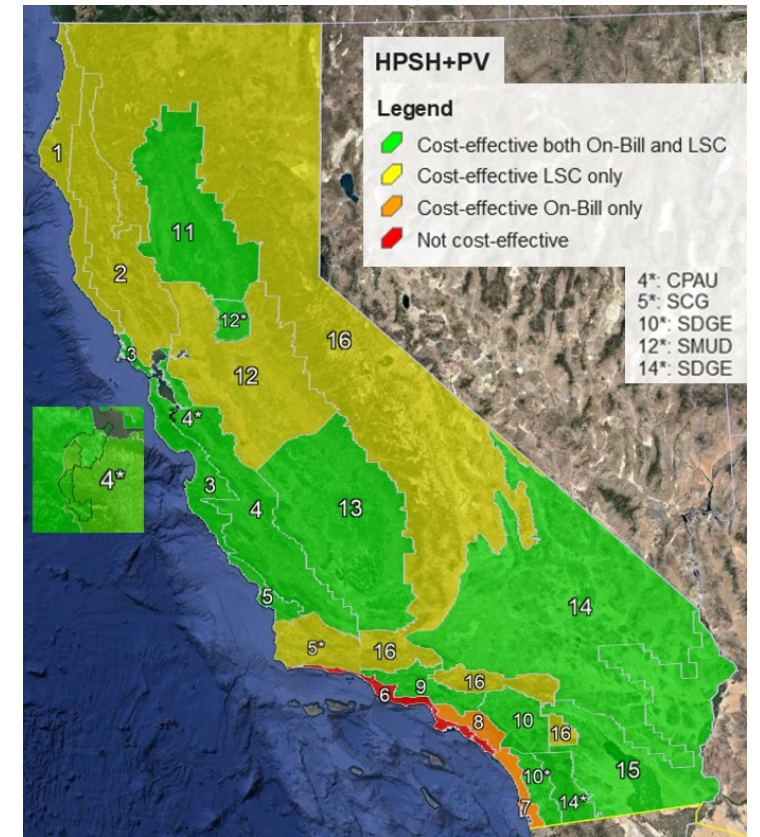 HPSH+PV
Legend
Cost-effective both On-Bill and LSC
Cost-effective LSC only
Cost-effective On-Bill only
Not cost-effective
4*: CPAU
5*: SCG
10*: SDGE
12*: SMUD
14*: SDGE
1
11
2
12*
16
3
12
4*
4*
3
4
13
5
14
5*
16
16
9
6
8
10
16
15
10*
7
14*